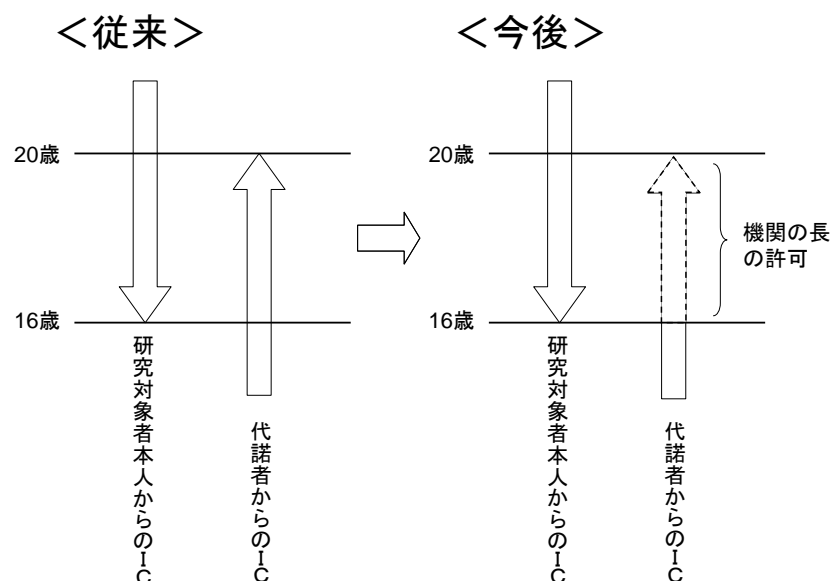 ＜従来＞
20歳
16歳
研究対象者本人からのIC
代諾者からのIC
＜今後＞
20歳
16歳
機関の長
の許可
研究対象者本人からのIC
代諾者からのIC